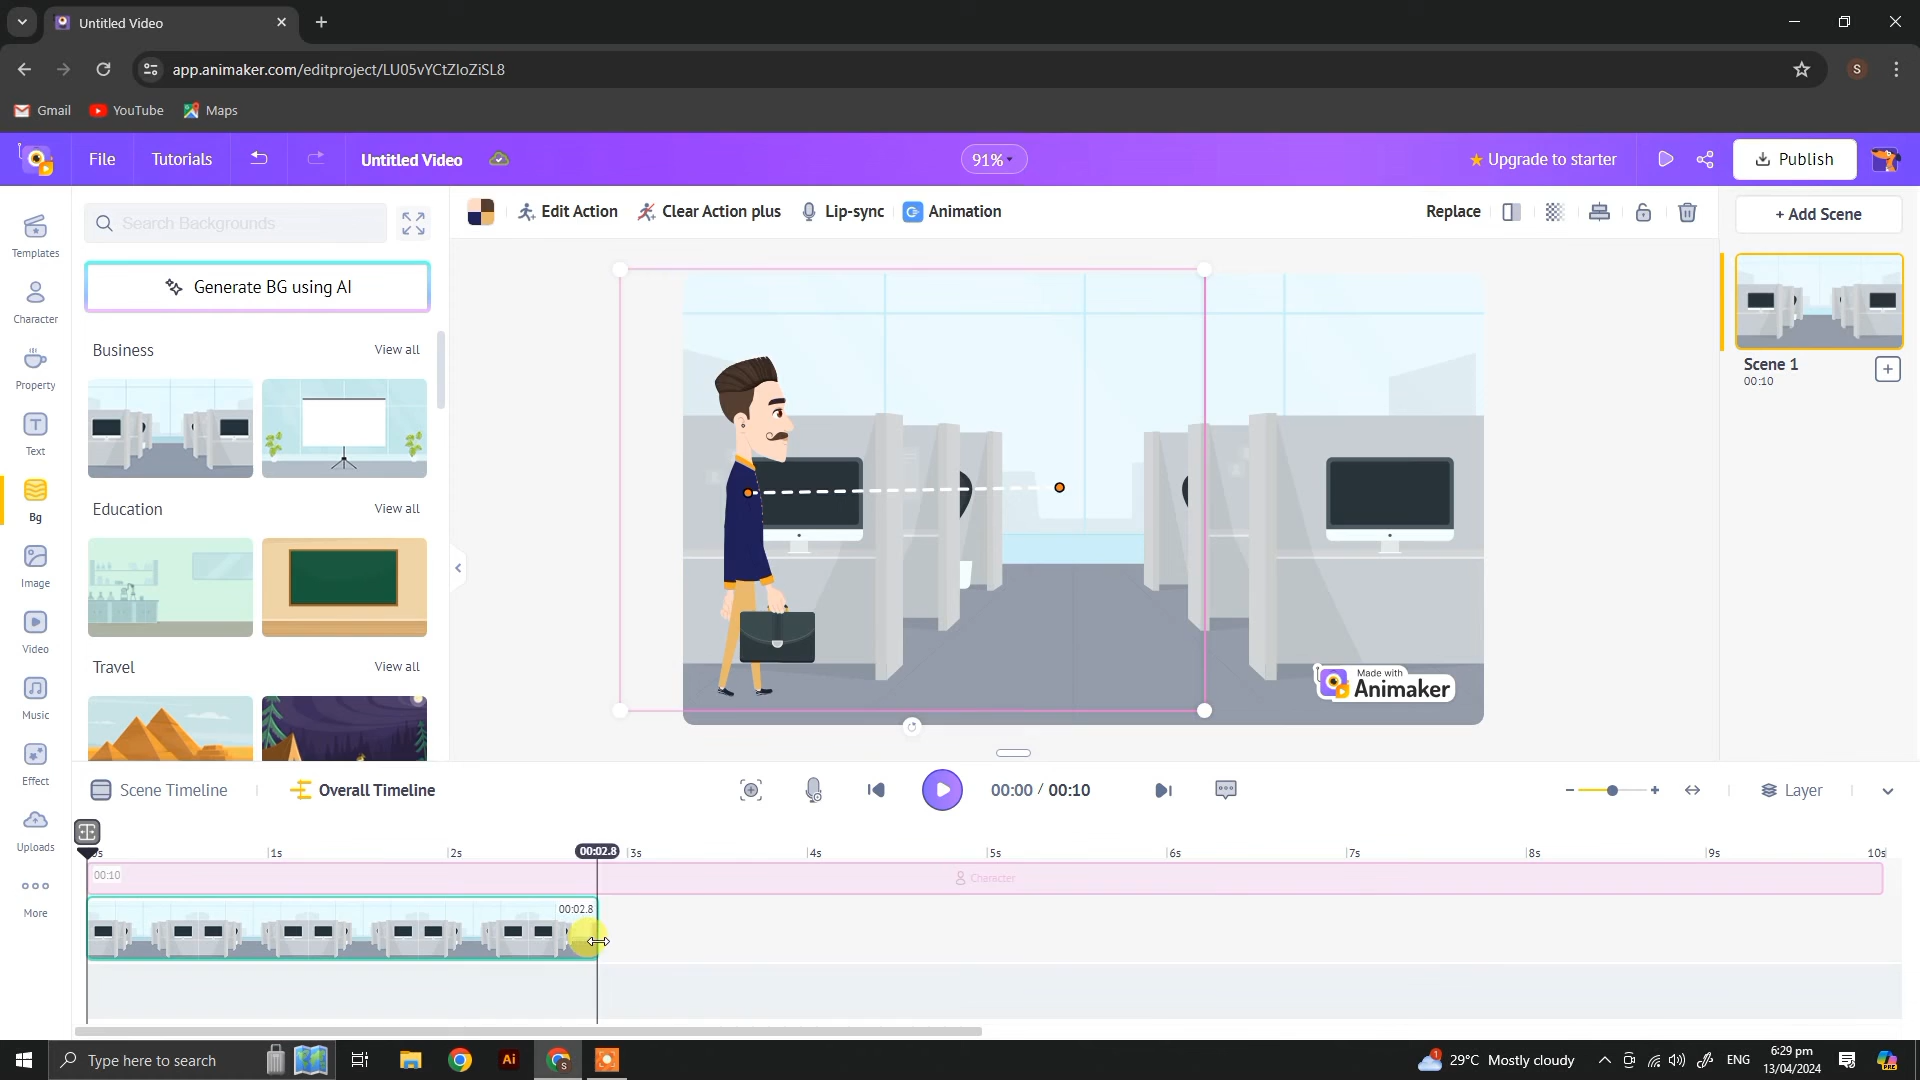 Untitled Video
app.animaker.com/editproject/LU05vYCtZIoZiSL8
S
Gmail
YouTube
Maps
File
Tutorials
Untitled Video
91%
Upgrade to starter
Publish
Search Backgrounds
Edit Action
Clear Action plus
Lip-sync
Animation
Replace
+ Add Scene
Templates
Character
Property
Text
Bg
Image
Video
Music
Effect
Uploads
More
Generate BG using AI
Business
View all
Education
View all
Travel
View all
Made with
Animaker
Scene 1
00:10
Scene Timeline
Overall Timeline
00:00 / 00:10
Layer
1s
2s
00:02.8
3s
4s
5s
6s
7s
8s
9s
10s
00:10
Character
00:02.8
Type here to search
Ai
29°C Mostly cloudy
ENG
6:29 pm
13/04/2024